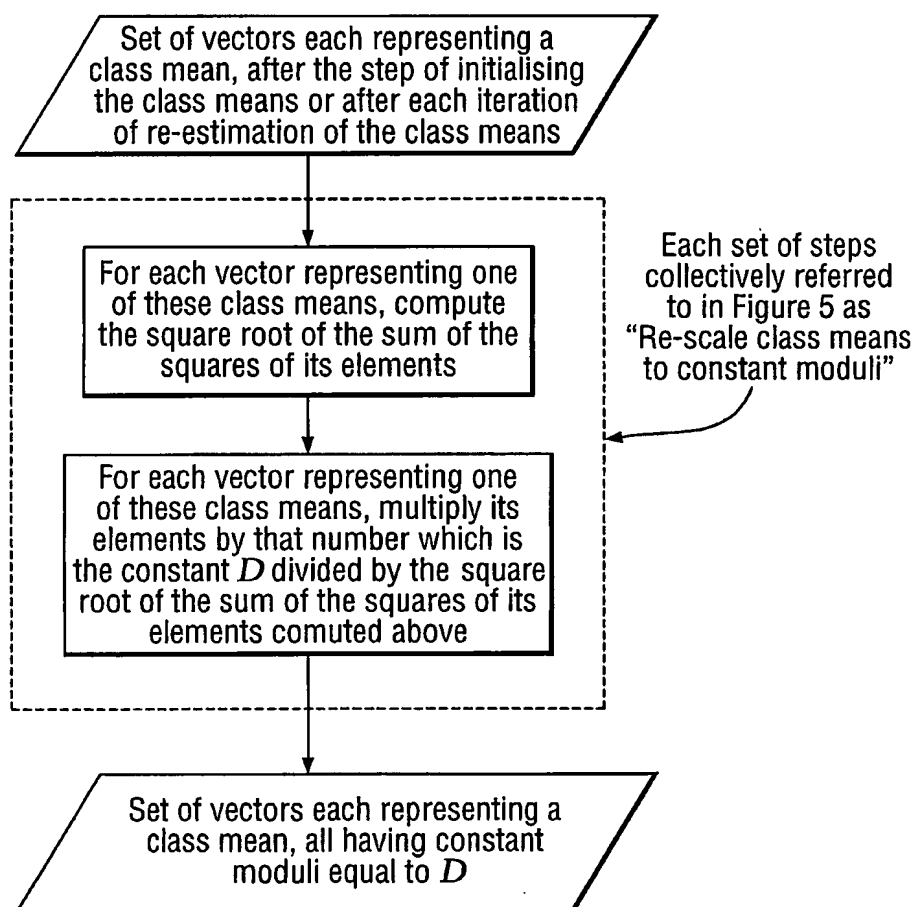 Set of vectors each representing a
class mean, after the step of initialising
the class means or after each iteration
of re-estimation of the class means
For each vector representing one
of these class means, compute
the square root of the sum of the
squares of its elements
Each set of steps
collectively referred
to in Figure 5 as
“Re-scale class means
to constant moduli”
For each vector representing one
of these class means, multiply its
elements by that number which is
the constant D divided by the square
root of the sum of the squares of its
elements comuted above
Set of vectors each representing a
class mean, all having constant
moduli equal to D